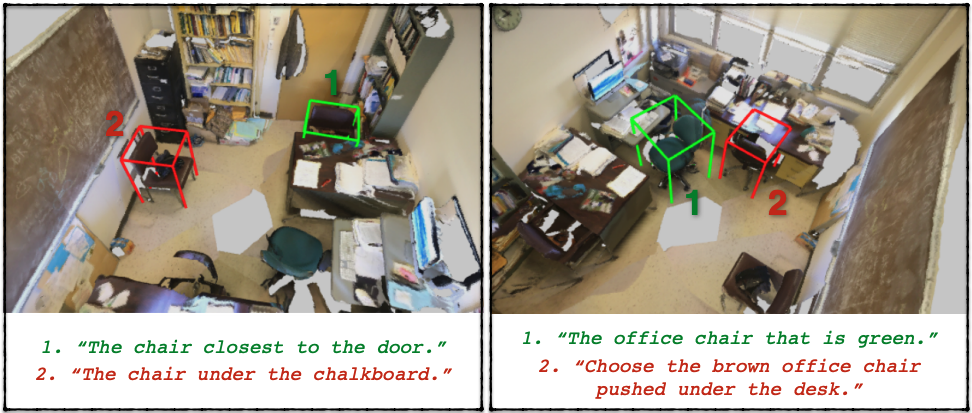 1
2
1. “The chair closest to the door.”
2. “The chair under the chalkboard.”
1
2
1. “The office chair that is green.”
2. “Choose the brown office chair
pushed under the desk.”